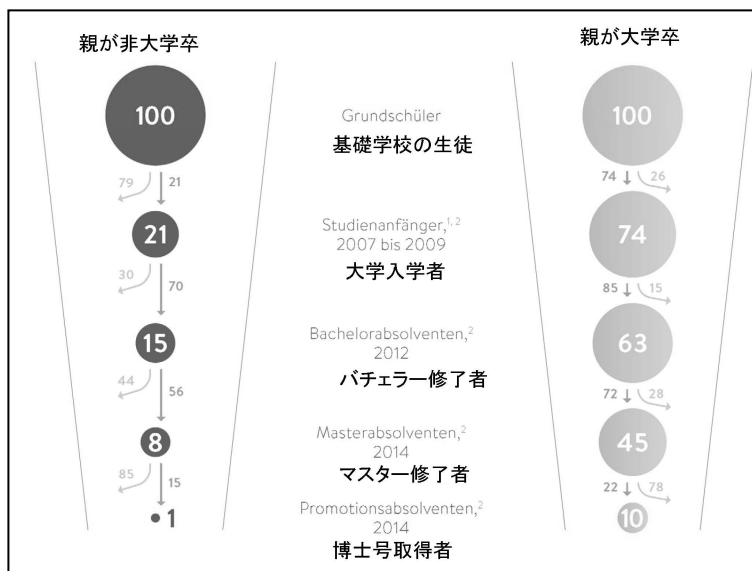 親が非大学卒
親が大学卒
100
Grundschüler
基礎学校の生徒
100
79
21
74
26
21
Studienanfänger,1, 2
2007 bis 2009
大学入学者
74
30
70
85
15
15
Bachelorabsolventen,2
2012
バチェラー修了者
63
44
56
72
28
8
Masterabsolventen,2
2014
マスター修了者
45
85
15
22
78
1
Promotionsabsolventen,2
2014
博士号取得者
10